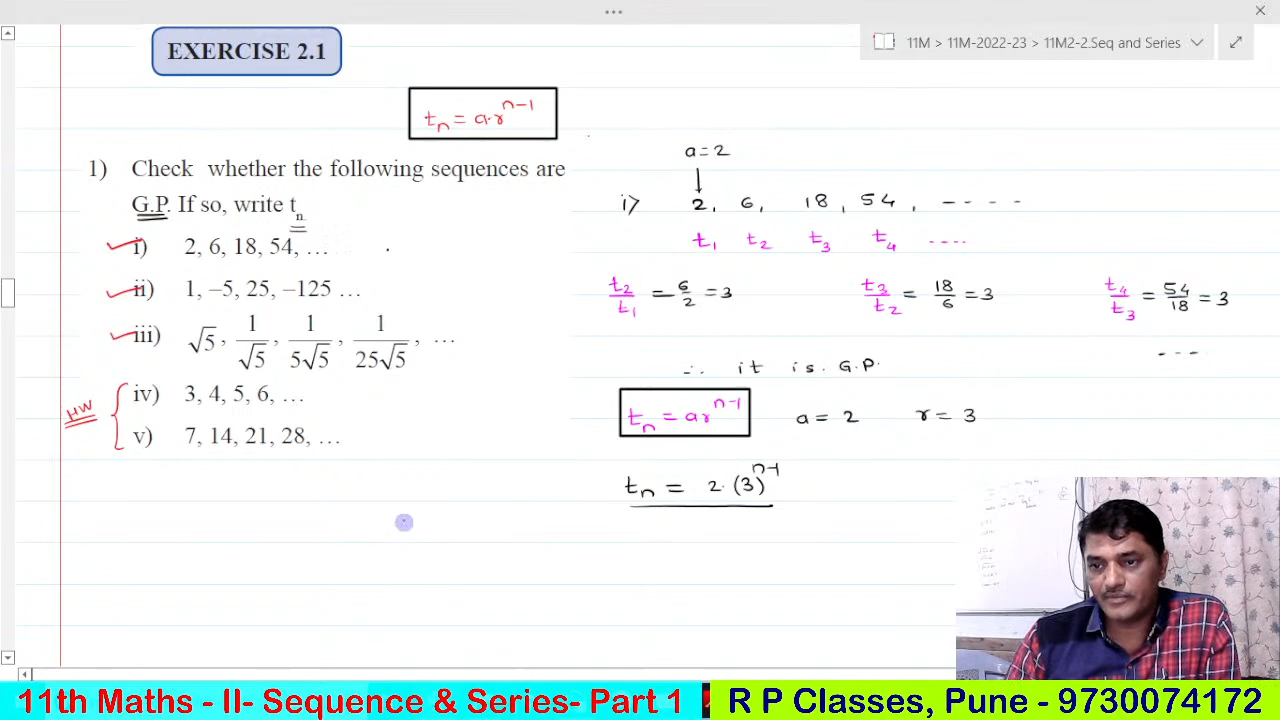 EXERCISE 2.1
11M > 11M-2022-23 > 11M2-2.Seq and Series
tₙ = a·rⁿ⁻¹
1) Check whether the following sequences are
G.P. If so, write tₙ
i) 2, 6, 18, 54, …
ii) 1, –5, 25, –125 …
iii) √5, 1/√5, 1/5√5, 1/25√5, …
HW
iv) 3, 4, 5, 6, …
v) 7, 14, 21, 28, …
a = 2
i> 2, 6, 18, 54, - - - -
t₁ t₂ t₃ t₄ ....
t₂/t₁ = 6/2 = 3 t₃/t₂ = 18/6 = 3 t₄/t₃ = 54/18 = 3
- - - -
∴ it is G.P.
tₙ = arⁿ⁻¹ a = 2 r = 3
tₙ = 2·(3)ⁿ⁻¹
11th Maths - II- Sequence & Series- Part 1
R P Classes, Pune - 9730074172